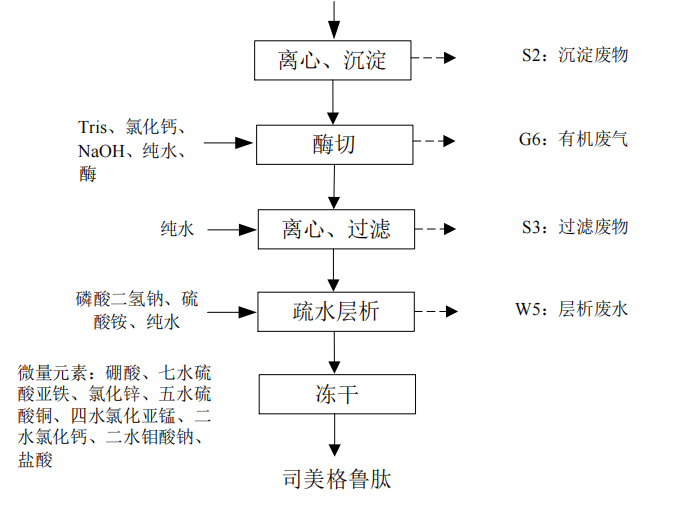 离心、沉淀
S2：沉淀废物
Tris、氯化钙、
NaOH、纯水、
酶
酶切
G6：有机废气
纯水
离心、过滤
S3：过滤废物
磷酸二氢钠、硫
酸铵、纯水
疏水层析
W5：层析废水
微量元素：硼酸、七水硫
酸亚铁、氯化锌、五水硫
酸铜、四水氯化亚锰、二
水氯化钙、二水钼酸钠、
盐酸
冻干
司美格鲁肽